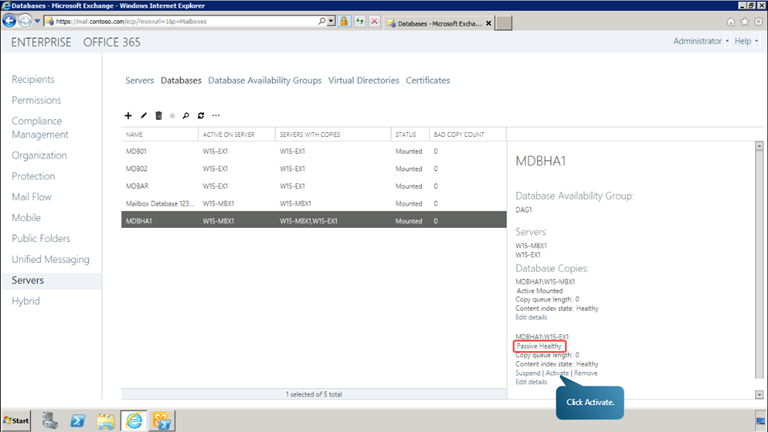 Databases - Microsoft Exchange - Windows Internet Explorer
https://mail.contoso.com/ecp/?exsvurl=1&p=Mailboxes
Databases - Microsoft Excha...
ENTERPRISE OFFICE 365
Administrator Help
Recipients
Permissions
Compliance
Management
Organization
Protection
Mail Flow
Mobile
Public Folders
Unified Messaging
Servers
Hybrid
Servers Databases Database Availability Groups Virtual Directories Certificates
NAME ACTIVE ON SERVER SERVERS WITH COPIES STATUS BAD COPY COUNT
MDB01 W15-EX1 W15-EX1 Mounted 0
MDB02 W15-EX1 W15-EX1 Mounted 0
MDBAR W15-EX1 W15-EX1 Mounted 0
Mailbox Database 123... W15-MBX1 W15-MBX1 Mounted 0
MDBHA1 W15-MBX1 W15-MBX1,W15-EX1 Mounted 0
1 selected of 5 total
MDBHA1
Database Availability Group:
DAG1
Servers
W15-MBX1
W15-EX1
Database Copies:
MDBHA1\W15-MBX1
Active Mounted
Copy queue length: 0
Content index state: Healthy
Edit details
MDBHA1\W15-EX1
Passive Healthy
Copy queue length: 0
Content index state: Healthy
Suspend | Activate | Remove
Edit details
Click Activate.
Start